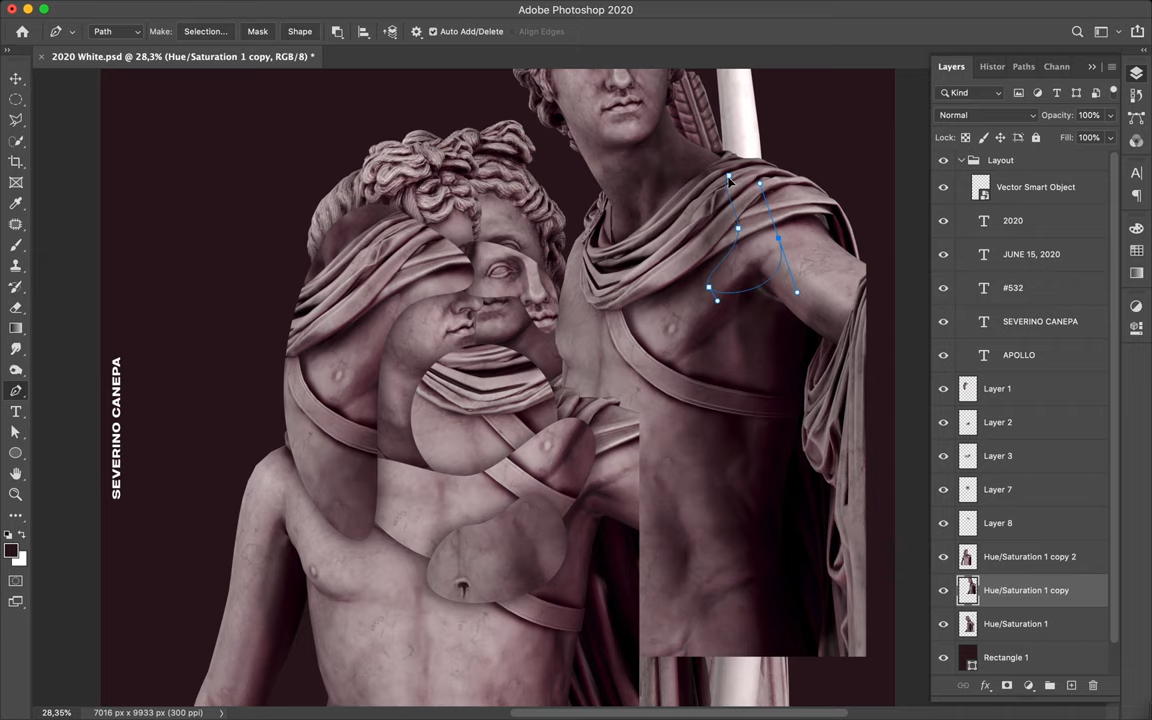 Adobe Photoshop 2020
Path
Make:
Selection...
Mask
Shape
Auto Add/Delete
Align Edges
2020 White.psd @ 28,3% (Hue/Saturation 1 copy, RGB/8) *
Layers
Histor
Paths
Chann
Kind
Normal
Opacity: 100%
Lock:
Fill: 100%
Layout
Vector Smart Object
2020
JUNE 15, 2020
#532
SEVERINO CANEPA
APOLLO
Layer 1
Layer 2
Layer 3
Layer 7
Layer 8
Hue/Saturation 1 copy 2
Hue/Saturation 1 copy
Hue/Saturation 1
Rectangle 1
SEVERINO CANEPA
28,35%
7016 px x 9933 px (300 ppi)